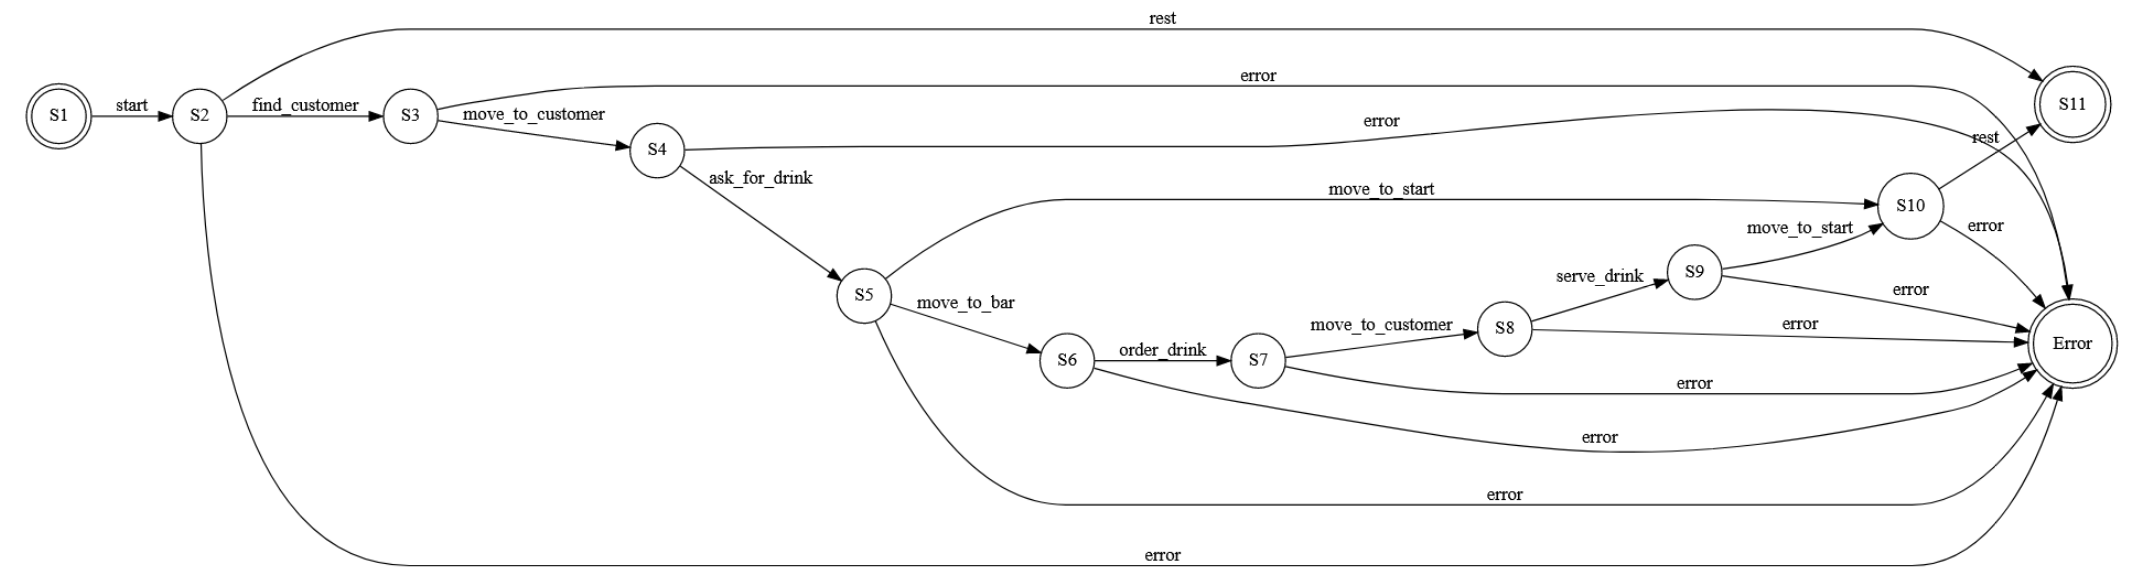 rest
error
S11
S1
start
S2
find_customer
S3
move_to_customer
error
S4
rest
ask_for_drink
move_to_start
S10
error
move_to_start
S9
serve_drink
error
S5
move_to_bar
move_to_customer
S8
error
Error
S6
order_drink
S7
error
error
error
error